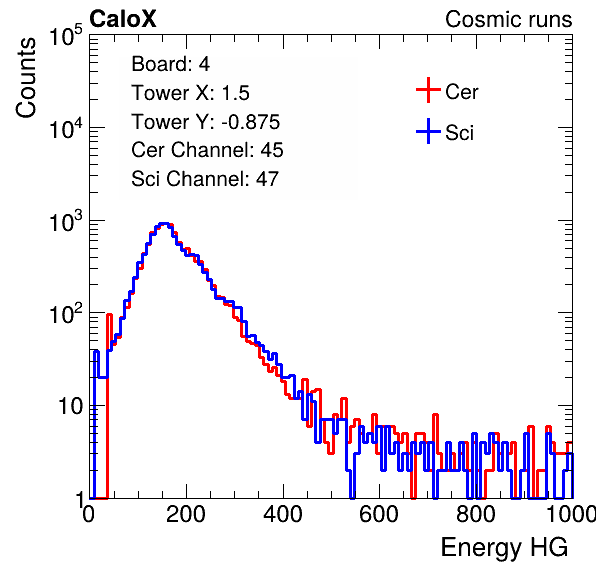 CaloX Cosmic runs
Counts
10^5
10^4
10^3
10^2
10
1
Board: 4
Tower X: 1.5
Tower Y: -0.875
Cer Channel: 45
Sci Channel: 47
Cer
Sci
0 200 400 600 800 1000
Energy HG